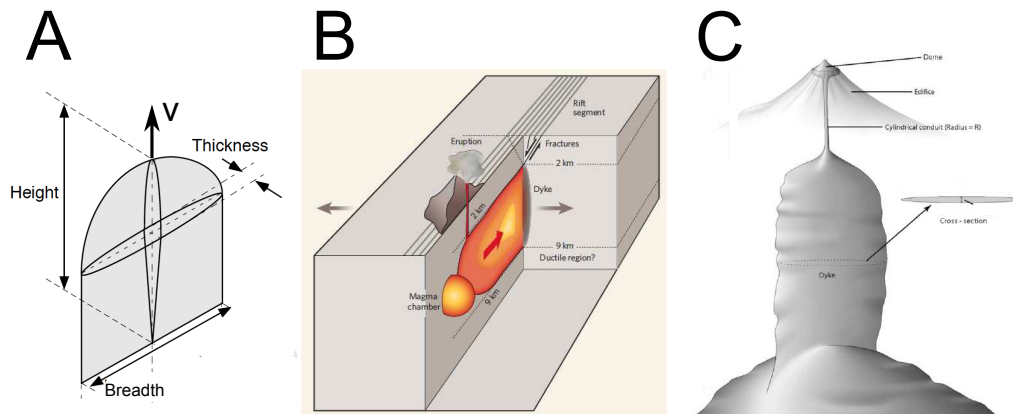 A
B
C
V
Thickness
Height
Breadth
Rift
segment
Eruption
Fractures
2 km
Dyke
2 km
9 km
Ductile region?
Magma
chamber
9 km
Dome
Edifice
Cylindrical conduit (Radius = R)
Cross - section
Dyke